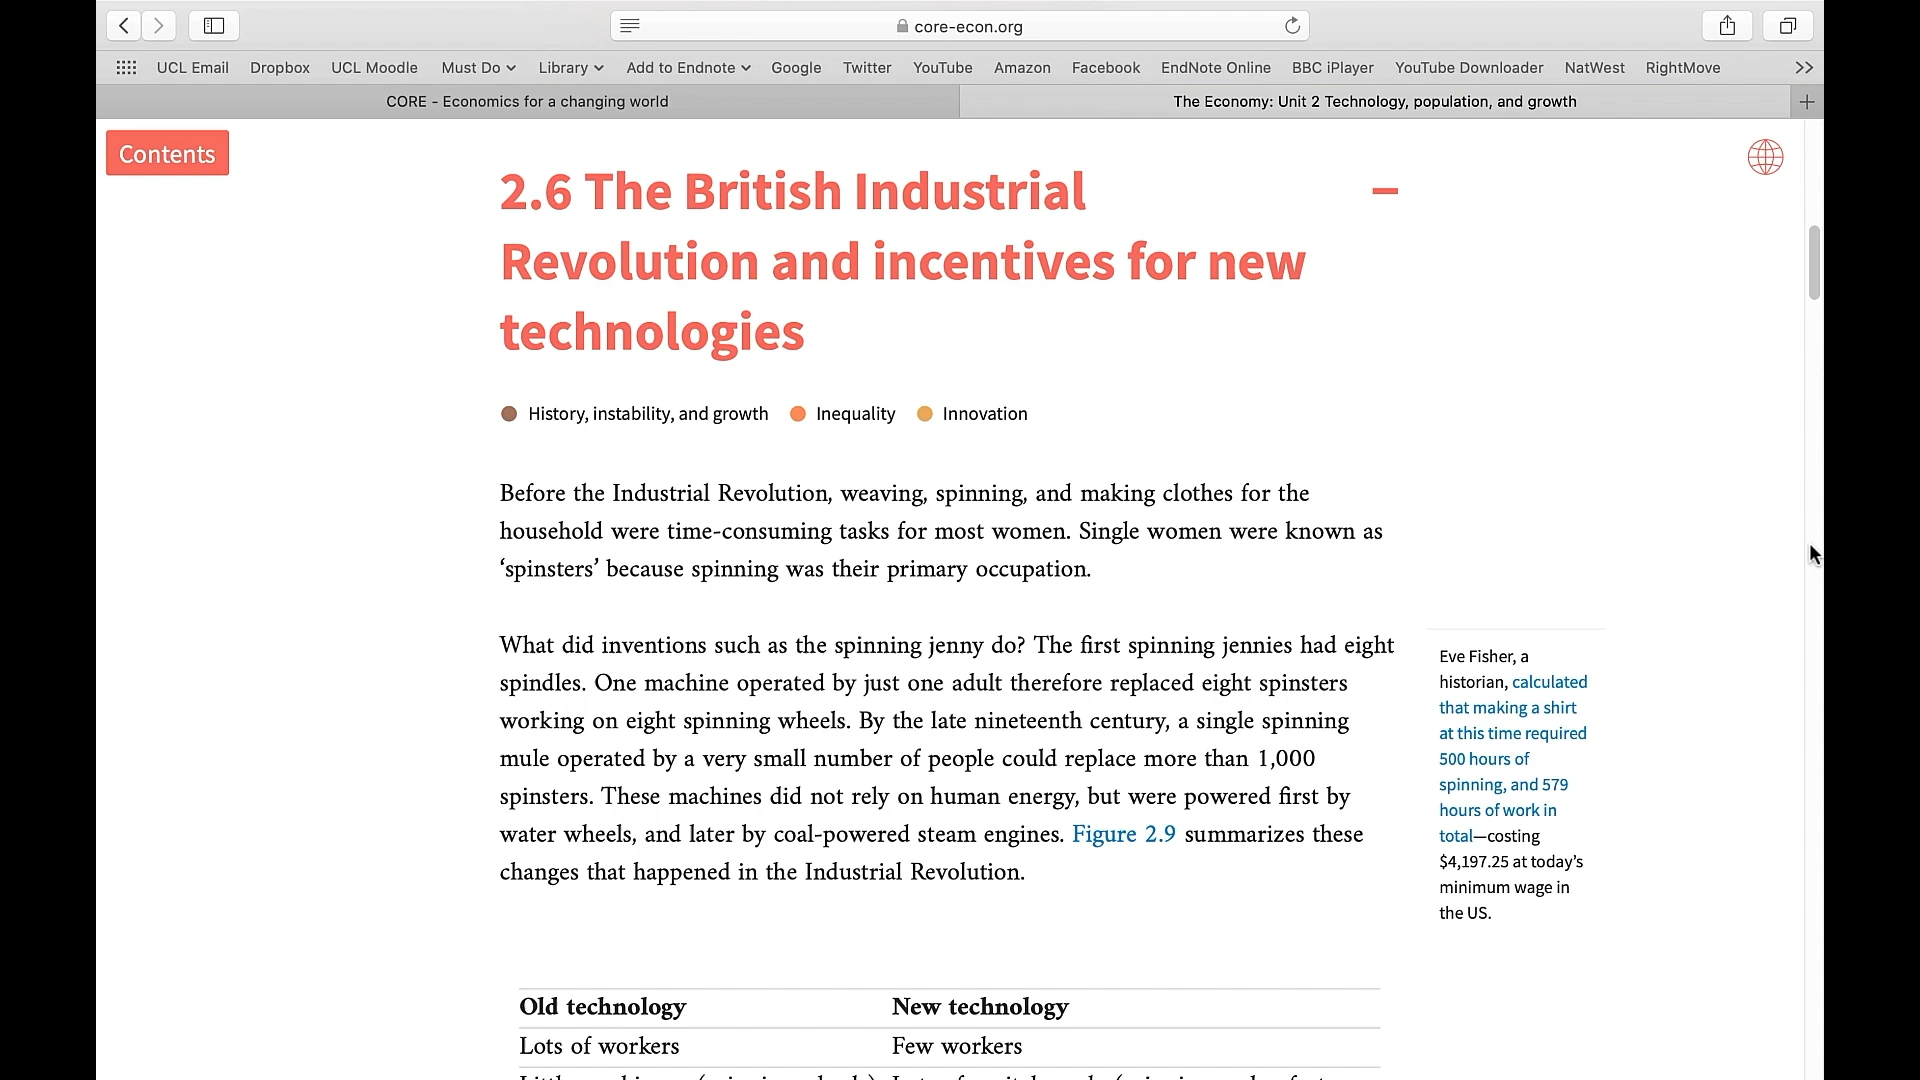 core-econ.org
UCL Email Dropbox UCL Moodle Must Do Library Add to Endnote Google Twitter YouTube Amazon Facebook EndNote Online BBC iPlayer YouTube Downloader NatWest RightMove
CORE - Economics for a changing world
The Economy: Unit 2 Technology, population, and growth
Contents
2.6 The British Industrial
Revolution and incentives for new
technologies
History, instability, and growth Inequality Innovation
Before the Industrial Revolution, weaving, spinning, and making clothes for the
household were time-consuming tasks for most women. Single women were known as
‘spinsters’ because spinning was their primary occupation.
What did inventions such as the spinning jenny do? The first spinning jennies had eight
spindles. One machine operated by just one adult therefore replaced eight spinsters
working on eight spinning wheels. By the late nineteenth century, a single spinning
mule operated by a very small number of people could replace more than 1,000
spinsters. These machines did not rely on human energy, but were powered first by
water wheels, and later by coal-powered steam engines. Figure 2.9 summarizes these
changes that happened in the Industrial Revolution.
Eve Fisher, a
historian, calculated
that making a shirt
at this time required
500 hours of
spinning, and 579
hours of work in
total—costing
$4,197.25 at today’s
minimum wage in
the US.
Old technology New technology
Lots of workers Few workers